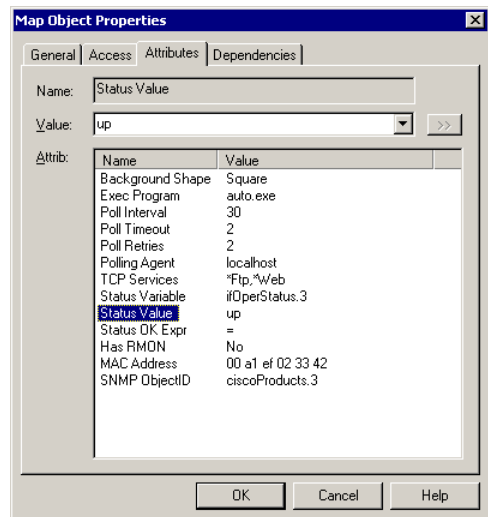 Map Object Properties
General Access Attributes Dependencies
Name: Status Value
Value: up >>
Attrib: Name Value
Background Shape Square
Exec Program auto.exe
Poll Interval 30
Poll Timeout 2
Poll Retries 2
Polling Agent localhost
TCP Services *Ftp,*Web
Status Variable ifOperStatus.3
Status Value up
Status OK Expr =
Has RMON No
MAC Address 00 a1 ef 02 33 42
SNMP ObjectID ciscoProducts.3
OK Cancel Help